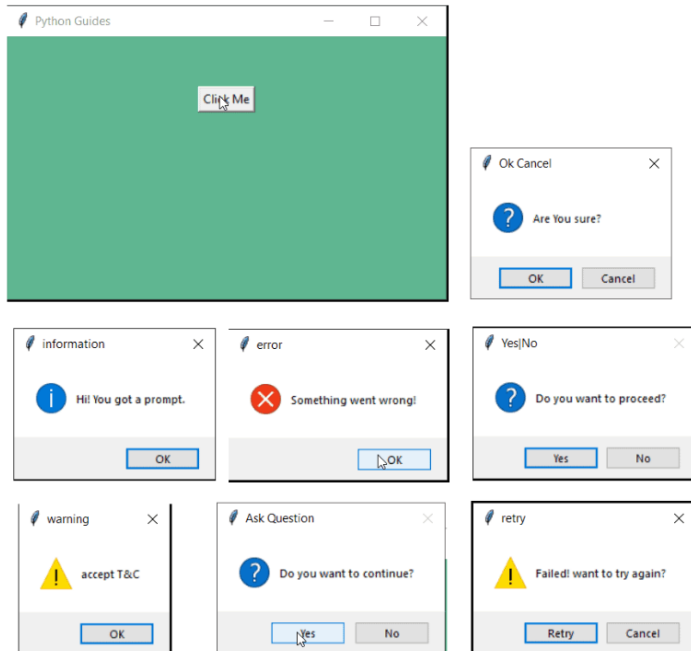 Python Guides
Click Me
Ok Cancel
Are You sure?
OK Cancel
information
Hi! You got a prompt.
OK
error
Something went wrong!
OK
Yes|No
Do you want to proceed?
Yes No
warning
accept T&C
OK
Ask Question
Do you want to continue?
Yes No
retry
Failed! want to try again?
Retry Cancel